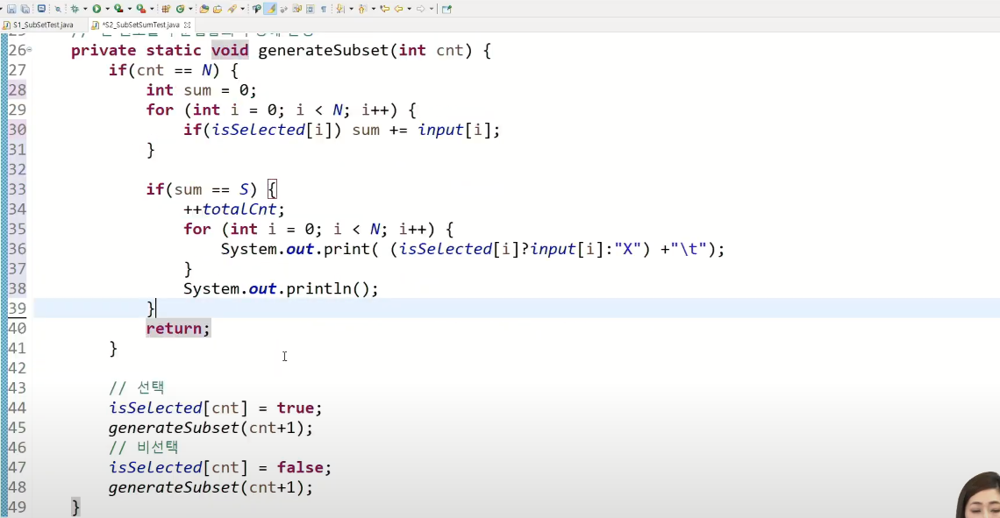 S1_SubSetTest.java *S2_SubSetSumTest.java
26 private static void generateSubset(int cnt) {
27 if(cnt == N) {
28 int sum = 0;
29 for (int i = 0; i < N; i++) {
30 if(isSelected[i]) sum += input[i];
31 }
32
33 if(sum == S) {
34 ++totalCnt;
35 for (int i = 0; i < N; i++) {
36 System.out.print( (isSelected[i]?input[i]:"X") +"\t");
37 }
38 System.out.println();
39 }
40 return;
41 }
42
43 // 선택
44 isSelected[cnt] = true;
45 generateSubset(cnt+1);
46 // 비선택
47 isSelected[cnt] = false;
48 generateSubset(cnt+1);
49 }